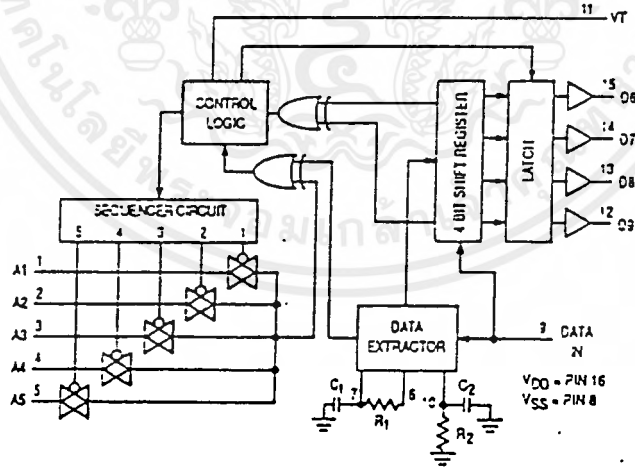 11
VT
CONTROL
LOGIC
4 BIT SHIFT REGISTER
LATCH
15
D6
14
D7
13
D8
12
D9
SEQUENCER CIRCUIT
5 4 3 2 1
A1 1
A2 2
A3 3
A4 4
A5 5
DATA
EXTRACTOR
9 DATA
IN
C1 7 R1 6 10 C2
R2
VDD = PIN 16
VSS = PIN 8